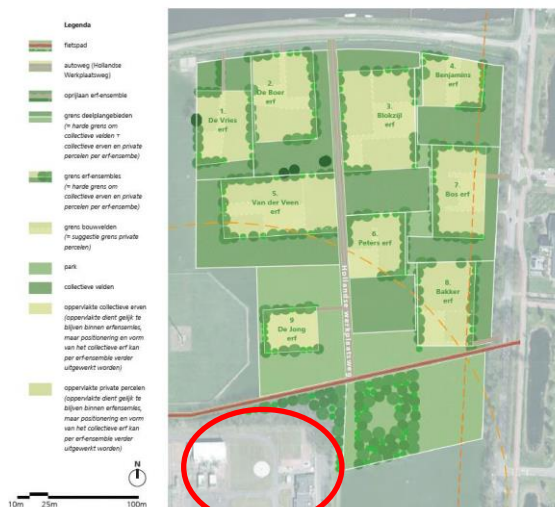 Legenda
fietspad
autoweg (Hollandse
Werkplaatsweg)
oprijlaan erf-ensemble
grens deelplangebieden
(= harde grens om
collectieve velden +
collectieve erven en private
percelen per erf-ensembe)
grens erf-ensembles
(= harde grens om
collectieve erven en private
percelen per erf-ensemble)
grens bouwvelden
(= suggestie grens private
percelen)
park
collectieve velden
oppervlakte collectieve erven
(oppervlakte dient gelijk te
blijven binnen erfensemles,
maar positionering en vorm
van het collectieve erf kan
per erf-ensemble verder
uitgewerkt worden)
oppervlakte private percelen
(oppervlakte dient gelijk te
blijven binnen erfensemles,
maar positionering en vorm
van het collectieve erf kan
per erf-ensemble verder
uitgewerkt worden)
N
10m 25m 100m
1.
De Vries
erf
2.
De Boer
erf
3.
Blokzijl
erf
4.
Benjamins
erf
5.
Van der Veen
erf
6.
Peters erf
7.
Bos erf
8.
Bakker
erf
9
De Jong
erf
Hollandse Werkplaatsweg